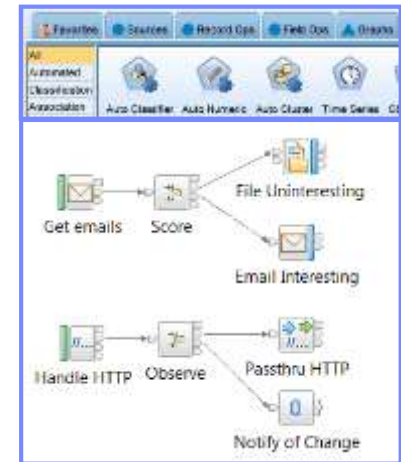 Favorites Sources Record Ops Field Ops Graphs
All
Automated
Classification
Association
Auto Classifier Auto Numeric Auto Cluster Time Series
File Uninteresting
Get emails Score
Email Interesting
Handle HTTP Observe Passthru HTTP
Notify of Change